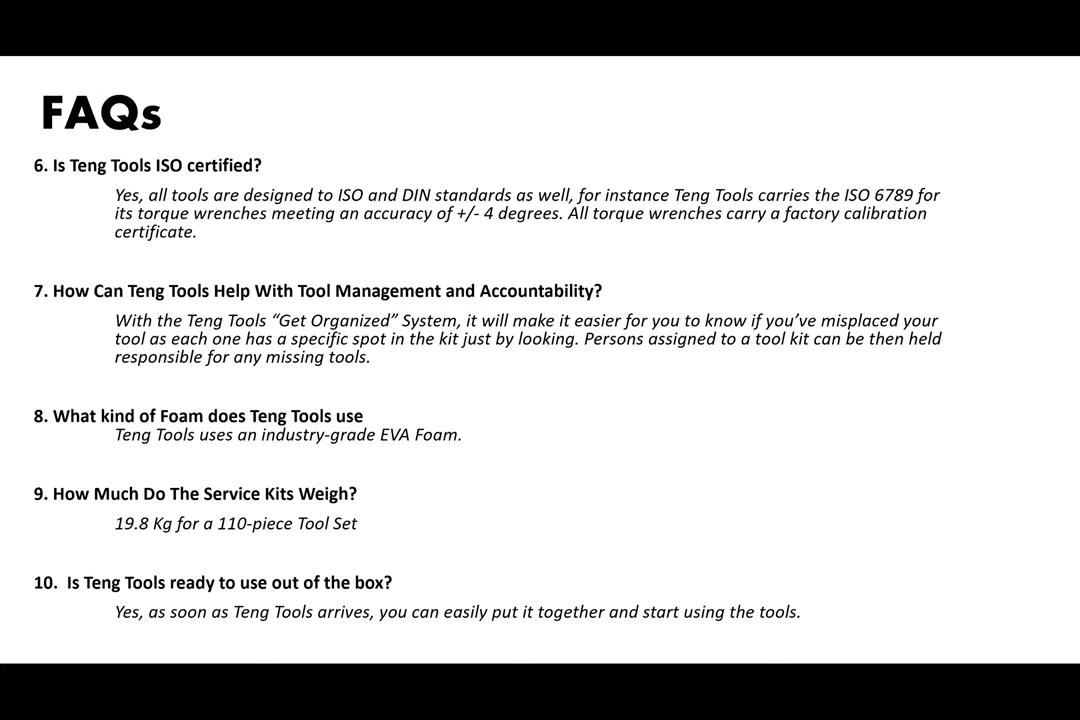 FAQs
6. Is Teng Tools ISO certified?
Yes, all tools are designed to ISO and DIN standards as well, for instance Teng Tools carries the ISO 6789 for
its torque wrenches meeting an accuracy of +/- 4 degrees. All torque wrenches carry a factory calibration
certificate.
7. How Can Teng Tools Help With Tool Management and Accountability?
With the Teng Tools “Get Organized” System, it will make it easier for you to know if you’ve misplaced your
tool as each one has a specific spot in the kit just by looking. Persons assigned to a tool kit can be then held
responsible for any missing tools.
8. What kind of Foam does Teng Tools use
Teng Tools uses an industry-grade EVA Foam.
9. How Much Do The Service Kits Weigh?
19.8 Kg for a 110-piece Tool Set
10.  Is Teng Tools ready to use out of the box?
Yes, as soon as Teng Tools arrives, you can easily put it together and start using the tools.